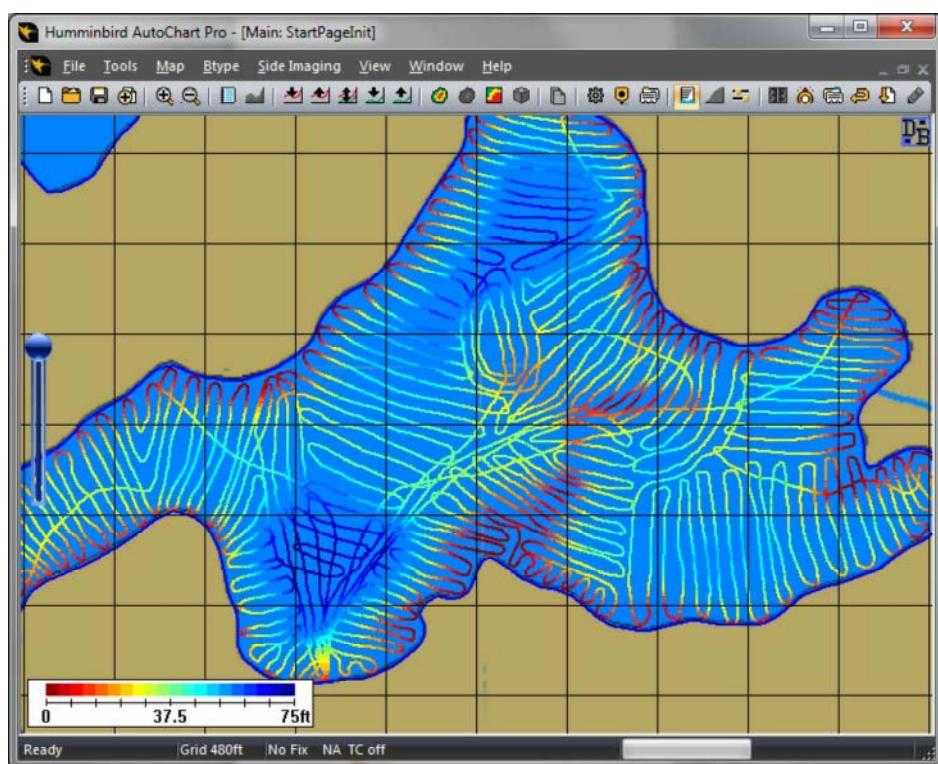 Humminbird AutoChart Pro - [Main: StartPageInit]
File Tools Map Btype Side Imaging View Window Help
DB
0 37.5 75ft
Ready Grid 480ft No Fix NA TC off